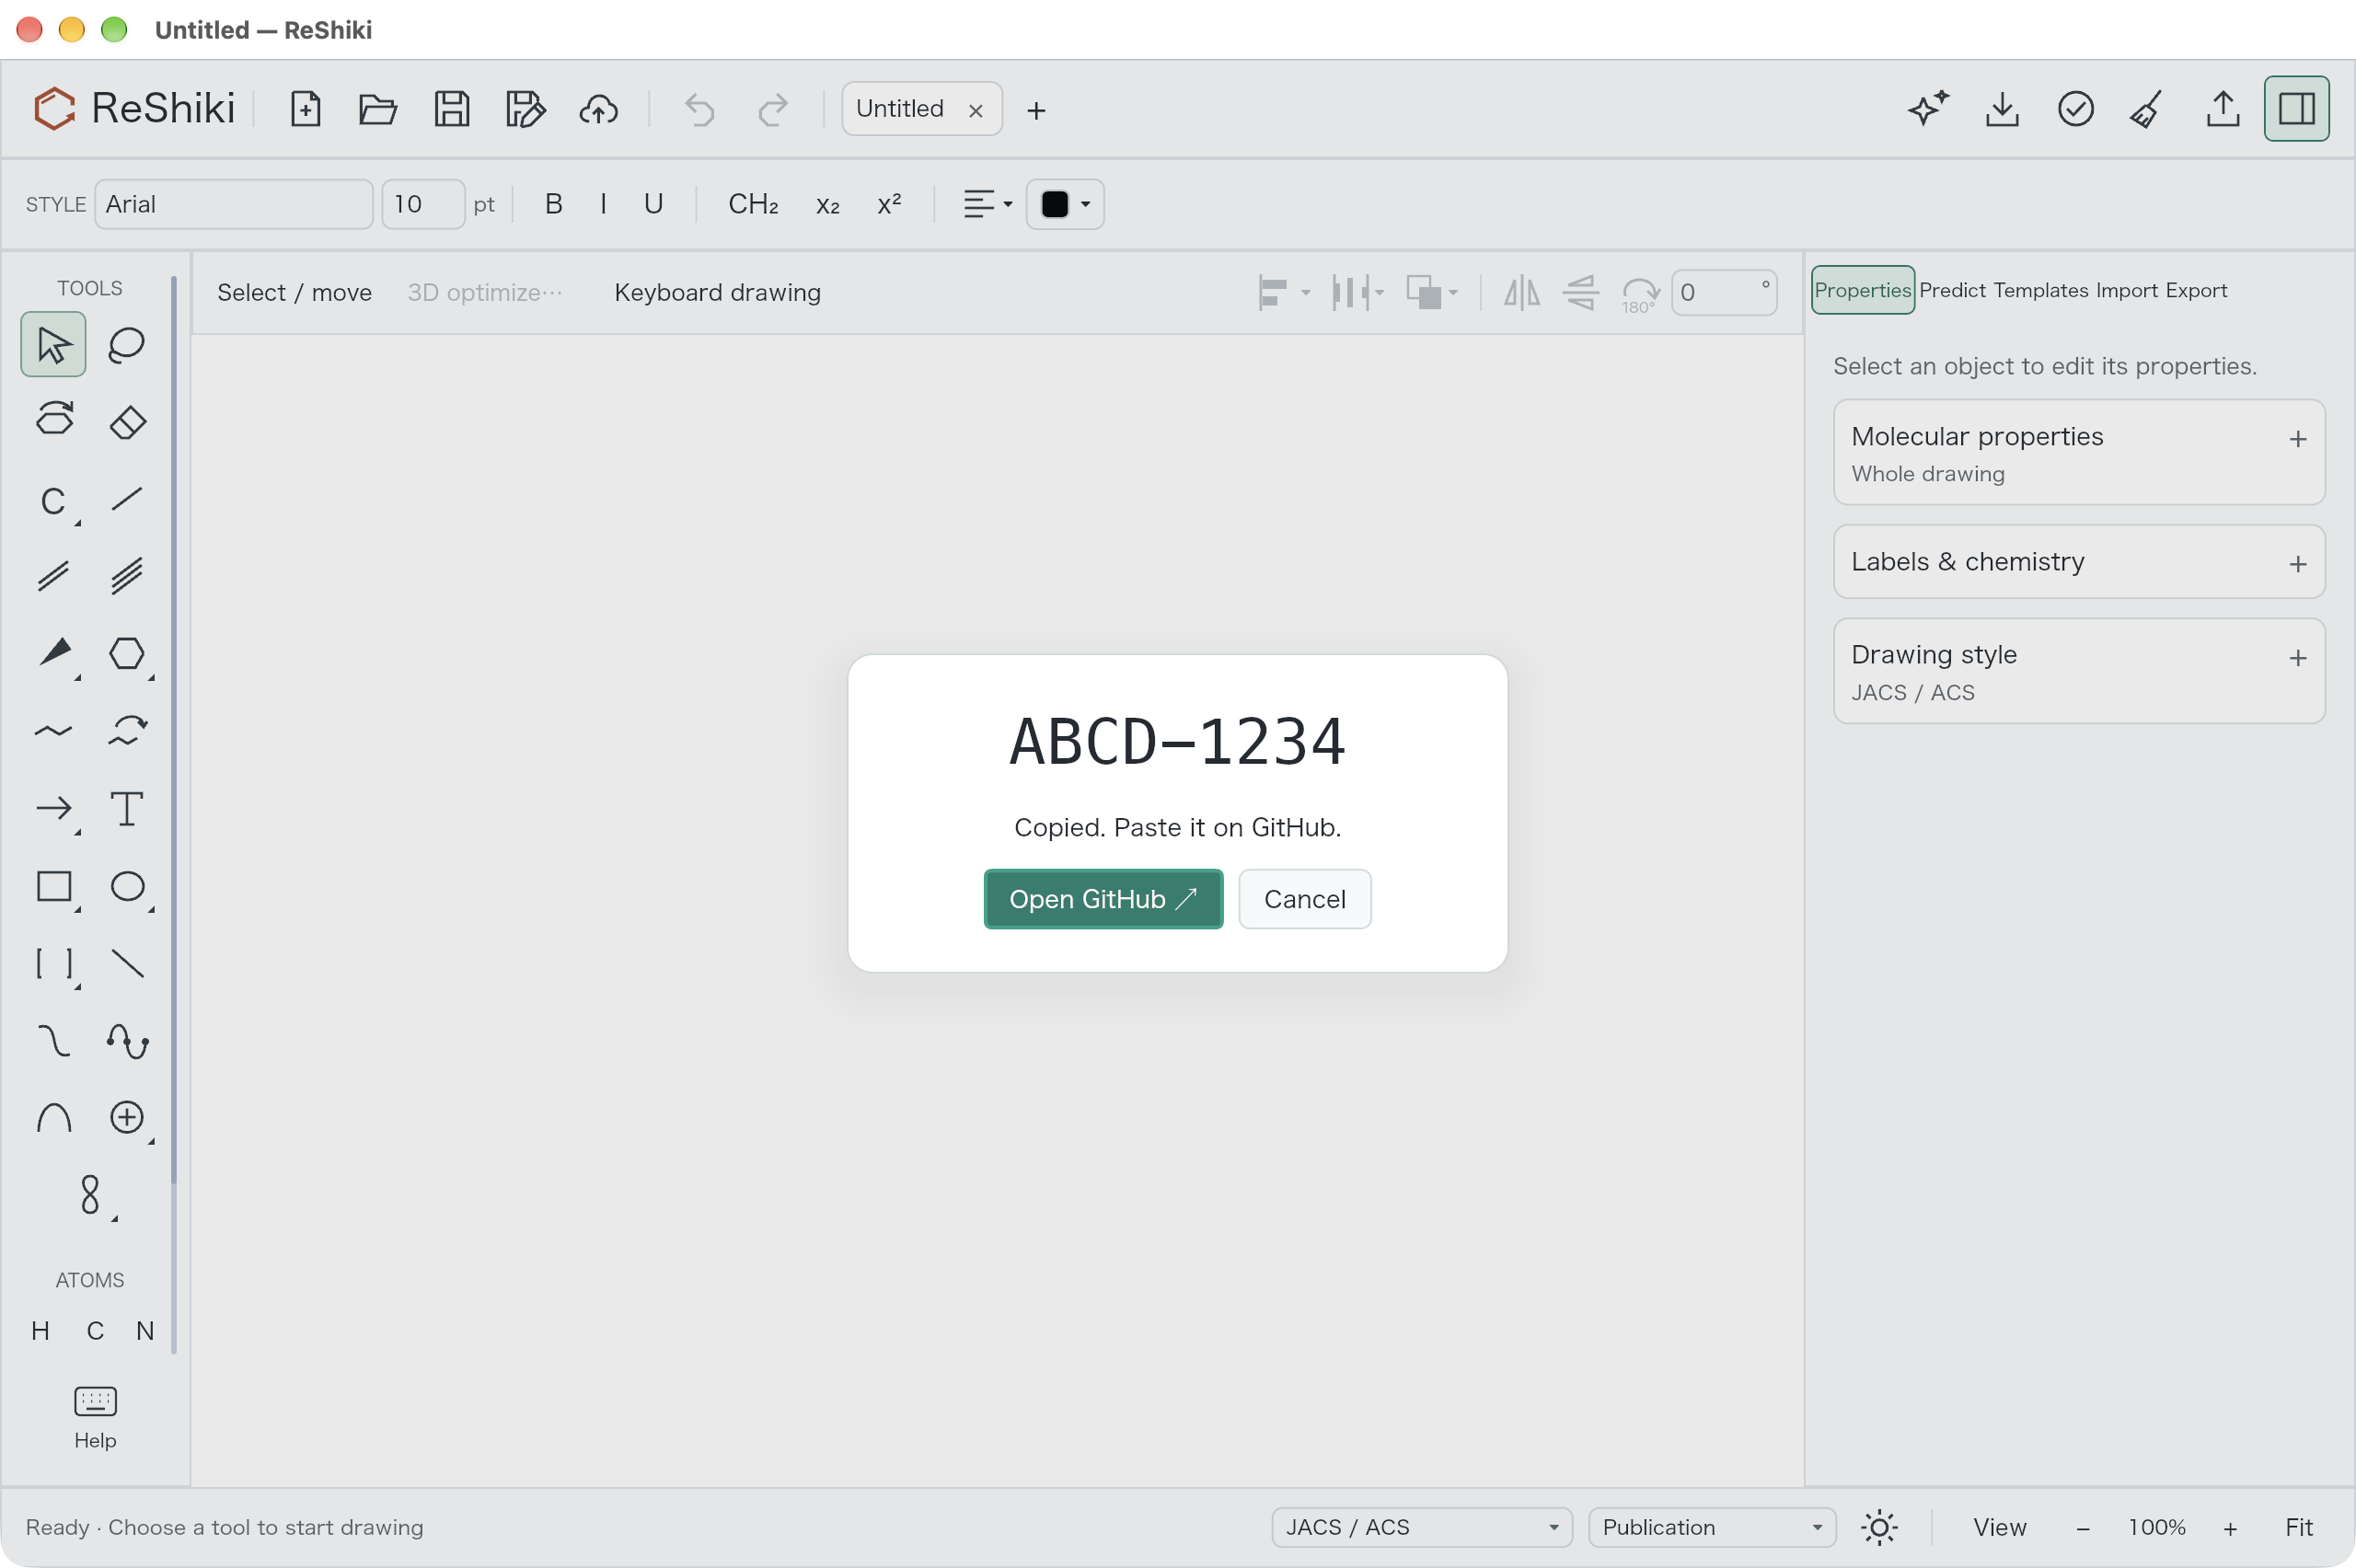 Untitled — ReShiki
ReShiki
Untitled × +
STYLE Arial 10 pt B I U CH₂ x₂ x²
TOOLS
Select / move 3D optimize… Keyboard drawing 180° 0 °
Properties Predict Templates Import Export
Select an object to edit its properties.
Molecular properties +
Whole drawing
Labels & chemistry +
Drawing style +
JACS / ACS
C
T
[ ]
ABCD–1234
Copied. Paste it on GitHub.
Open GitHub ↗ Cancel
ATOMS
H C N
Help
Ready · Choose a tool to start drawing
JACS / ACS Publication View – 100% + Fit